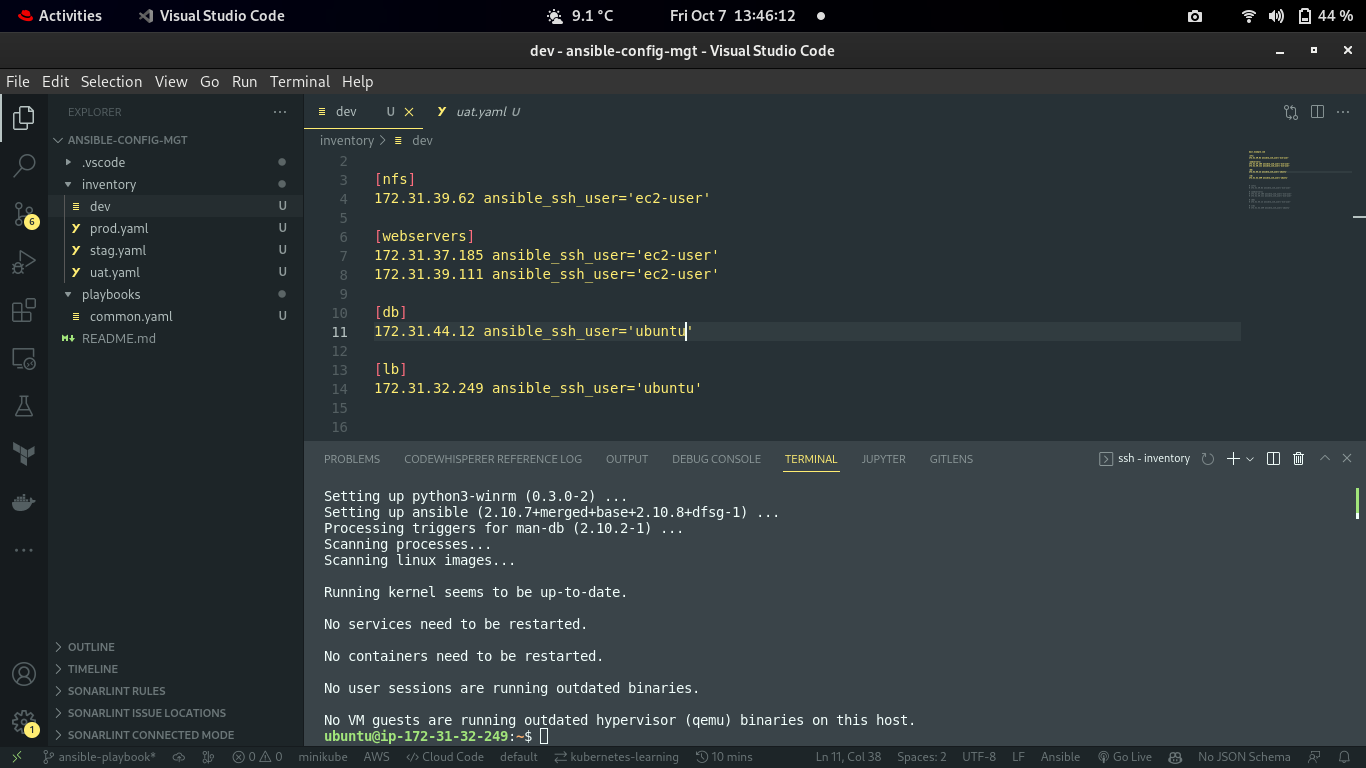 Activities Visual Studio Code 9.1 °C Fri Oct 7 13:46:12 44 %
dev - ansible-config-mgt - Visual Studio Code
File Edit Selection View Go Run Terminal Help
EXPLORER
ANSIBLE-CONFIG-MGT
.vscode
inventory
dev U
prod.yaml U
stag.yaml U
uat.yaml U
playbooks
common.yaml U
README.md
OUTLINE
TIMELINE
SONARLINT RULES
SONARLINT ISSUE LOCATIONS
SONARLINT CONNECTED MODE
6
1
dev U uat.yaml U
inventory > dev
2
3 [nfs]
4 172.31.39.62 ansible_ssh_user='ec2-user'
5
6 [webservers]
7 172.31.37.185 ansible_ssh_user='ec2-user'
8 172.31.39.111 ansible_ssh_user='ec2-user'
9
10 [db]
11 172.31.44.12 ansible_ssh_user='ubuntu'
12
13 [lb]
14 172.31.32.249 ansible_ssh_user='ubuntu'
15
16
PROBLEMS CODEWHISPERER REFERENCE LOG OUTPUT DEBUG CONSOLE TERMINAL JUPYTER GITLENS ssh - inventory
Setting up python3-winrm (0.3.0-2) ...
Setting up ansible (2.10.7+merged+base+2.10.8+dfsg-1) ...
Processing triggers for man-db (2.10.2-1) ...
Scanning processes...
Scanning linux images...
Running kernel seems to be up-to-date.
No services need to be restarted.
No containers need to be restarted.
No user sessions are running outdated binaries.
No VM guests are running outdated hypervisor (qemu) binaries on this host.
ubuntu@ip-172-31-32-249:~$
ansible-playbook* 0 0 minikube AWS Cloud Code default kubernetes-learning 10 mins Ln 11, Col 38 Spaces: 2 UTF-8 LF Ansible Go Live No JSON Schema